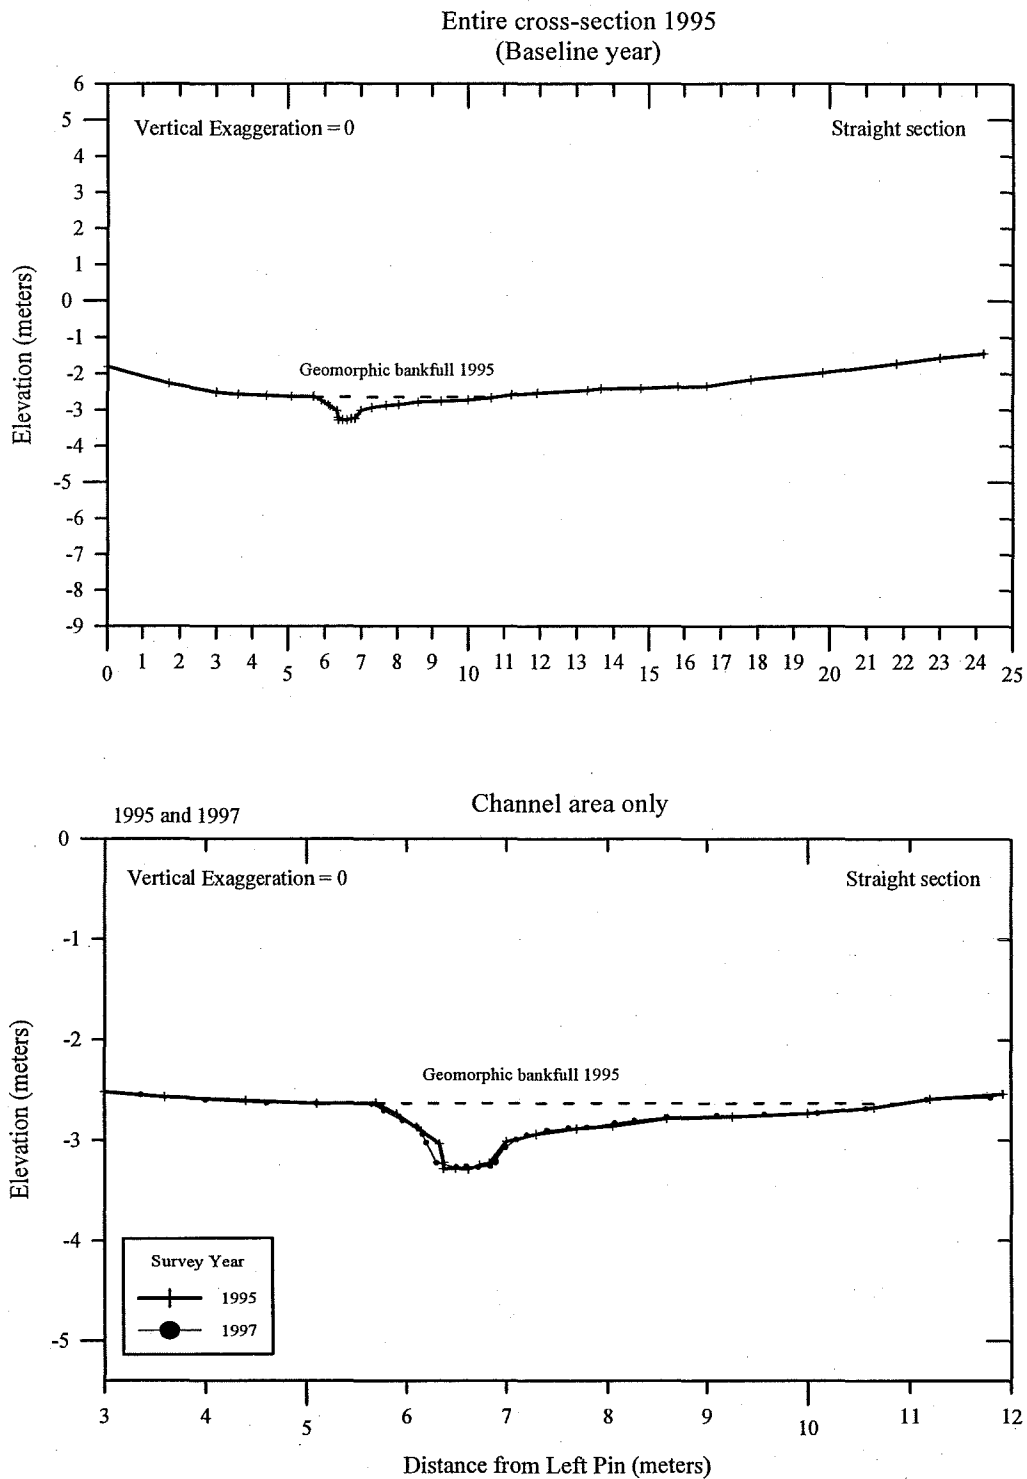 Entire cross-section 1995
(Baseline year)
6
5
4
3
2
1
0
-1
-2
-3
-4
-5
-6
-7
-8
-9
Elevation (meters)
Vertical Exaggeration = 0
Straight section
Geomorphic bankfull 1995
0 1 2 3 4 5 6 7 8 9 10 11 12 13 14 15 16 17 18 19 20 21 22 23 24 25
1995 and 1997
Channel area only
0
-1
-2
-3
-4
-5
Elevation (meters)
Vertical Exaggeration = 0
Straight section
Geomorphic bankfull 1995
Survey Year
1995
1997
3 4 5 6 7 8 9 10 11 12
Distance from Left Pin (meters)